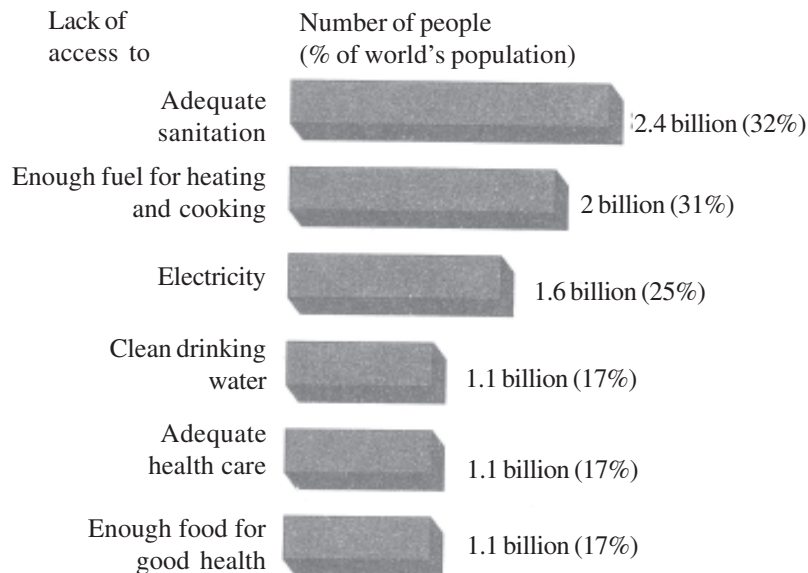 Lack of
access to
Number of people
(% of world's population)
Adequate
sanitation
2.4 billion (32%)
Enough fuel for heating
and cooking
2 billion (31%)
Electricity
1.6 billion (25%)
Clean drinking
water
1.1 billion (17%)
Adequate
health care
1.1 billion (17%)
Enough food for
good health
1.1 billion (17%)